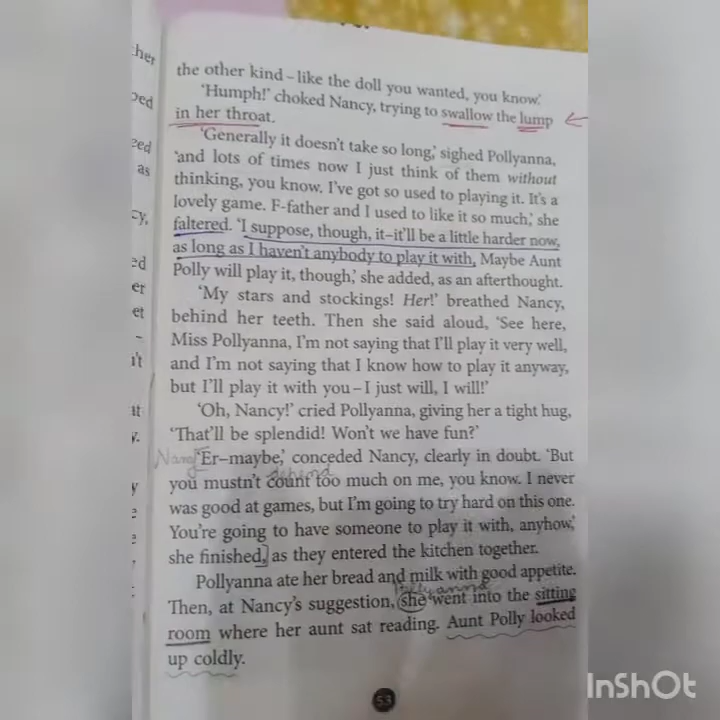 the other kind – like the doll you wanted, you know.'
'Humph!' choked Nancy, trying to swallow the lump
in her throat.
'Generally it doesn't take so long,' sighed Pollyanna,
'and lots of times now I just think of them without
thinking, you know. I've got so used to playing it. It's a
lovely game. F-father and I used to like it so much,' she
faltered. 'I suppose, though, it–it'll be a little harder now,
as long as I haven't anybody to play it with. Maybe Aunt
Polly will play it, though,' she added, as an afterthought.
'My stars and stockings! Her!' breathed Nancy,
behind her teeth. Then she said aloud, 'See here,
Miss Pollyanna, I'm not saying that I'll play it very well,
and I'm not saying that I know how to play it anyway,
but I'll play it with you – I just will, I will!'
'Oh, Nancy!' cried Pollyanna, giving her a tight hug,
'That'll be splendid! Won't we have fun?'
Nancy 'Er–maybe,' conceded Nancy, clearly in doubt. 'But
depend
you mustn't count too much on me, you know. I never
was good at games, but I'm going to try hard on this one.
You're going to have someone to play it with, anyhow,'
she finished, as they entered the kitchen together.
Pollyanna ate her bread and milk with good appetite.
Pollyanna
Then, at Nancy's suggestion, she went into the sitting
room where her aunt sat reading. Aunt Polly looked
up coldly.
53
InShOt